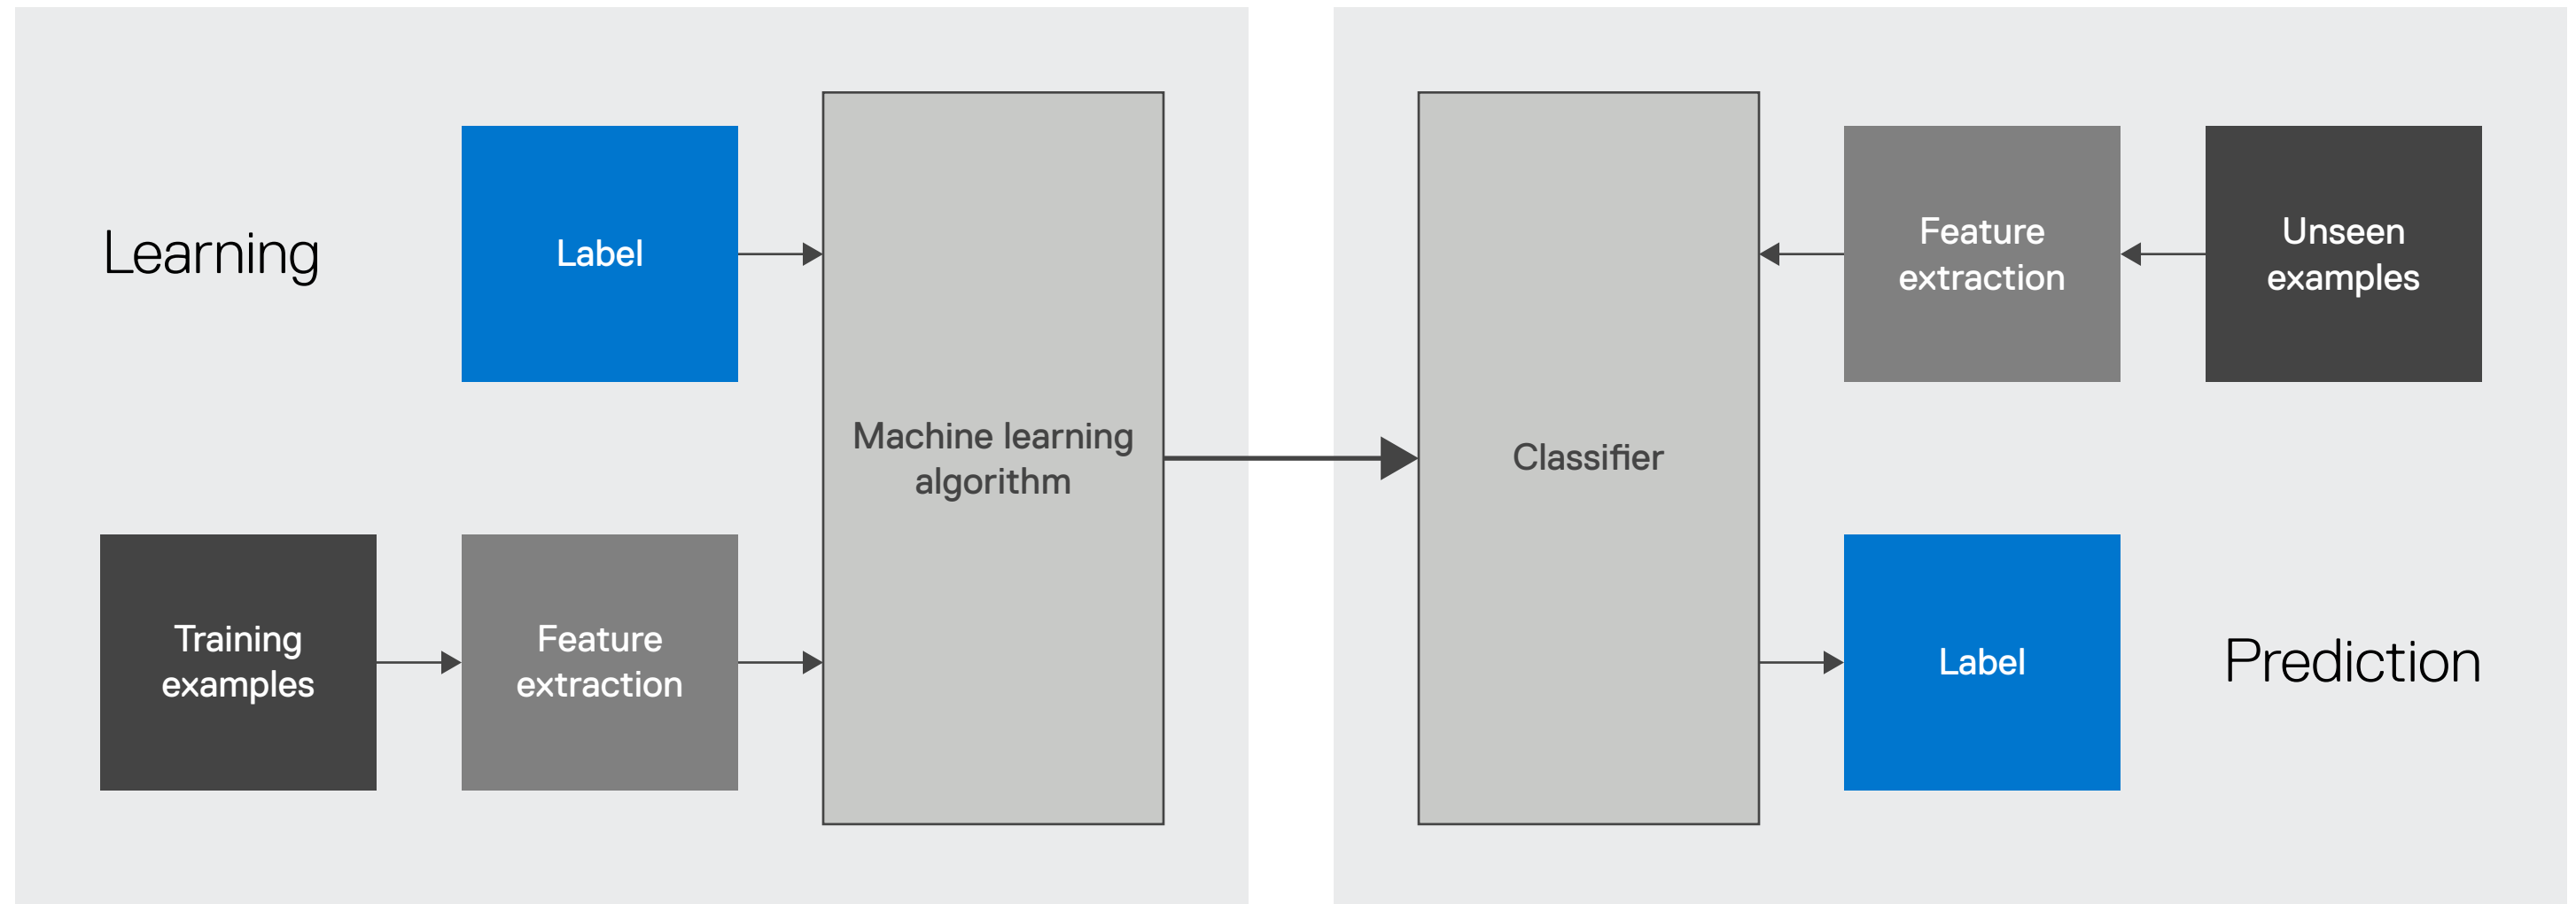 Learning
Label
Machine learning
algorithm
Training
examples
Feature
extraction
Classifier
Feature
extraction
Unseen
examples
Label
Prediction